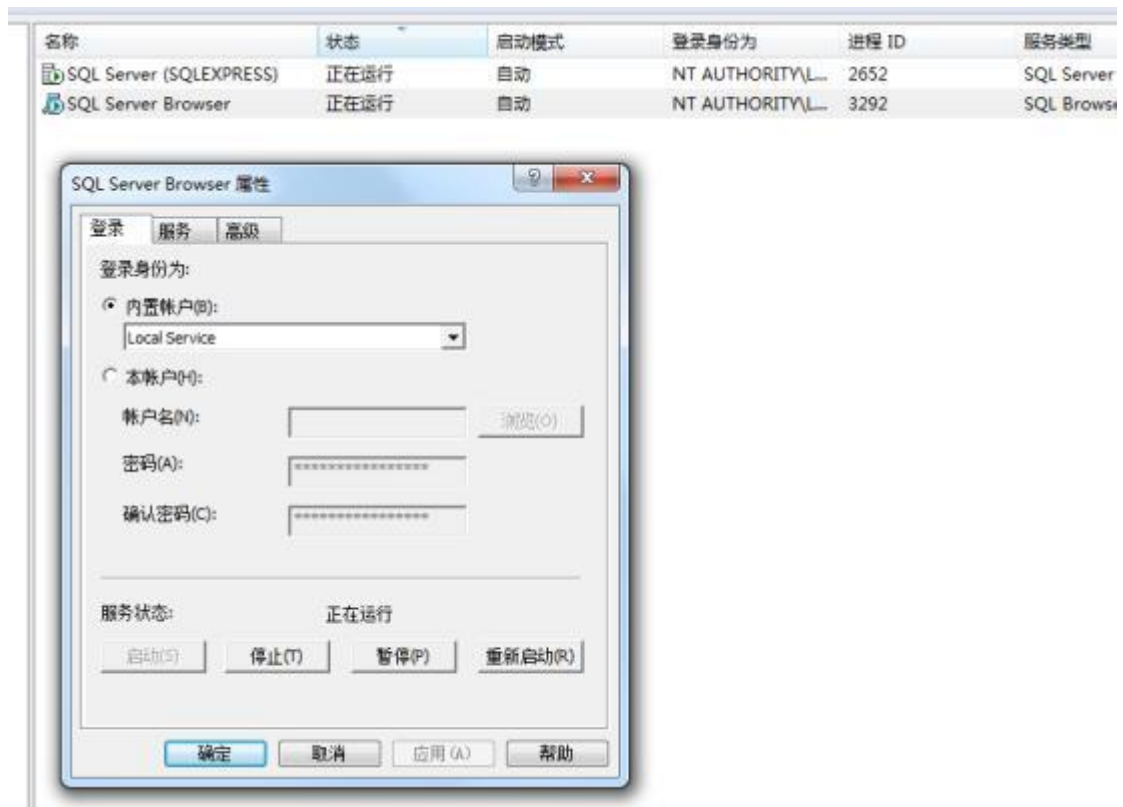 名称 状态 启动模式 登录身份为 进程 ID 服务类型
SQL Server (SQLEXPRESS) 正在运行 自动 NT AUTHORITY\L... 2652 SQL Server
SQL Server Browser 正在运行 自动 NT AUTHORITY\L... 3292 SQL Browse
SQL Server Browser 属性
登录 服务 高级
登录身份为:
内置帐户(B):
Local Service
本帐户(H):
帐户名(N): 浏览(O)
密码(A): ****************
确认密码(C): ****************
服务状态: 正在运行
启动(S) 停止(T) 暂停(P) 重新启动(R)
确定 取消 应用(A) 帮助